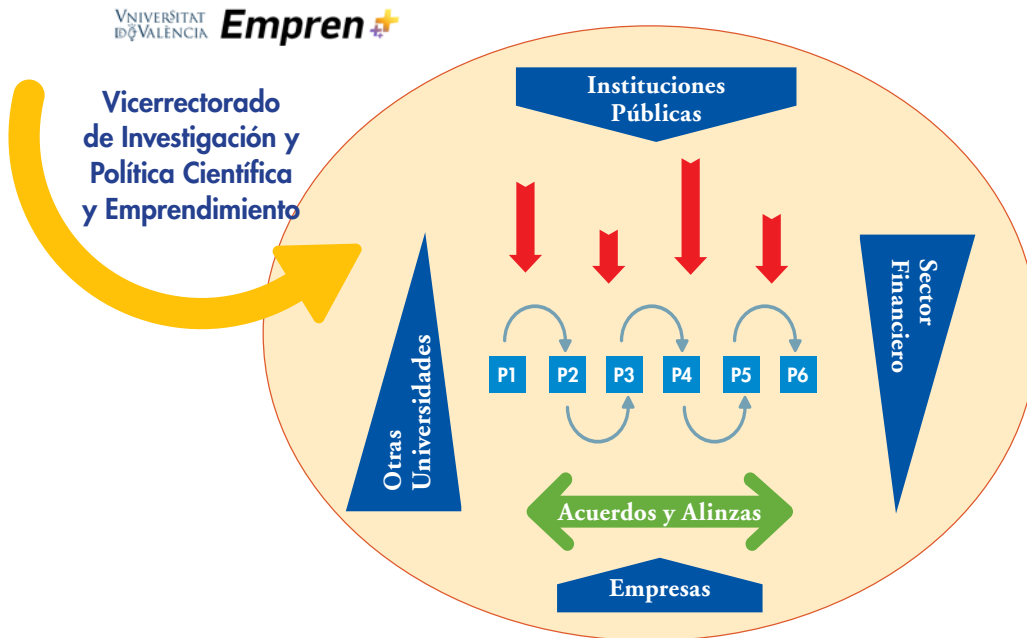 VNIVERSITAT
ID VALÈNCIA
Empren
Vicerrectorado
de Investigación y
Política Científica
y Emprendimiento
Instituciones
Públicas
Sector
Financiero
Otras
Universidades
P1
P2
P3
P4
P5
P6
Acuerdos y Alinzas
Empresas